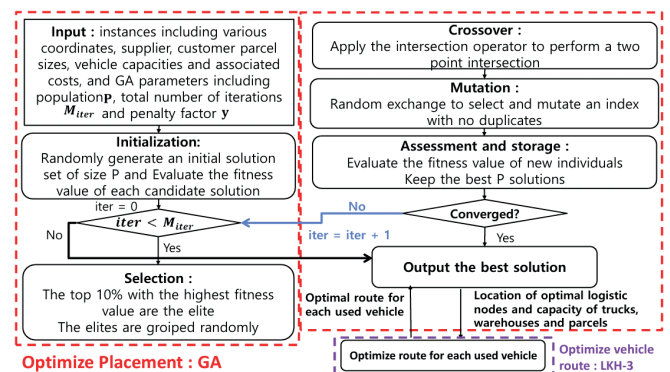 Input : instances including various
coordinates, supplier, customer parcel
sizes, vehicle capacities and associated
costs, and GA parameters including
populationP, total number of iterations
M_iter and penalty factor y
Initialization:
Randomly generate an initial solution
set of size P and Evaluate the fitness
value of each candidate solution
iter = 0
iter < M_iter
No
Yes
Selection :
The top 10% with the highest fitness
value are the elite
The elites are groiped randomly
Optimize Placement : GA
Crossover :
Apply the intersection operator to perform a two
point intersection
Mutation :
Random exchange to select and mutate an index
with no duplicates
Assessment and storage :
Evaluate the fitness value of new individuals
Keep the best P solutions
No
Converged?
iter = iter + 1
Yes
Output the best solution
Optimal route for
each used vehicle
Location of optimal logistic
nodes and capacity of trucks,
warehouses and parcels
Optimize route for each used vehicle
Optimize vehicle
route : LKH-3